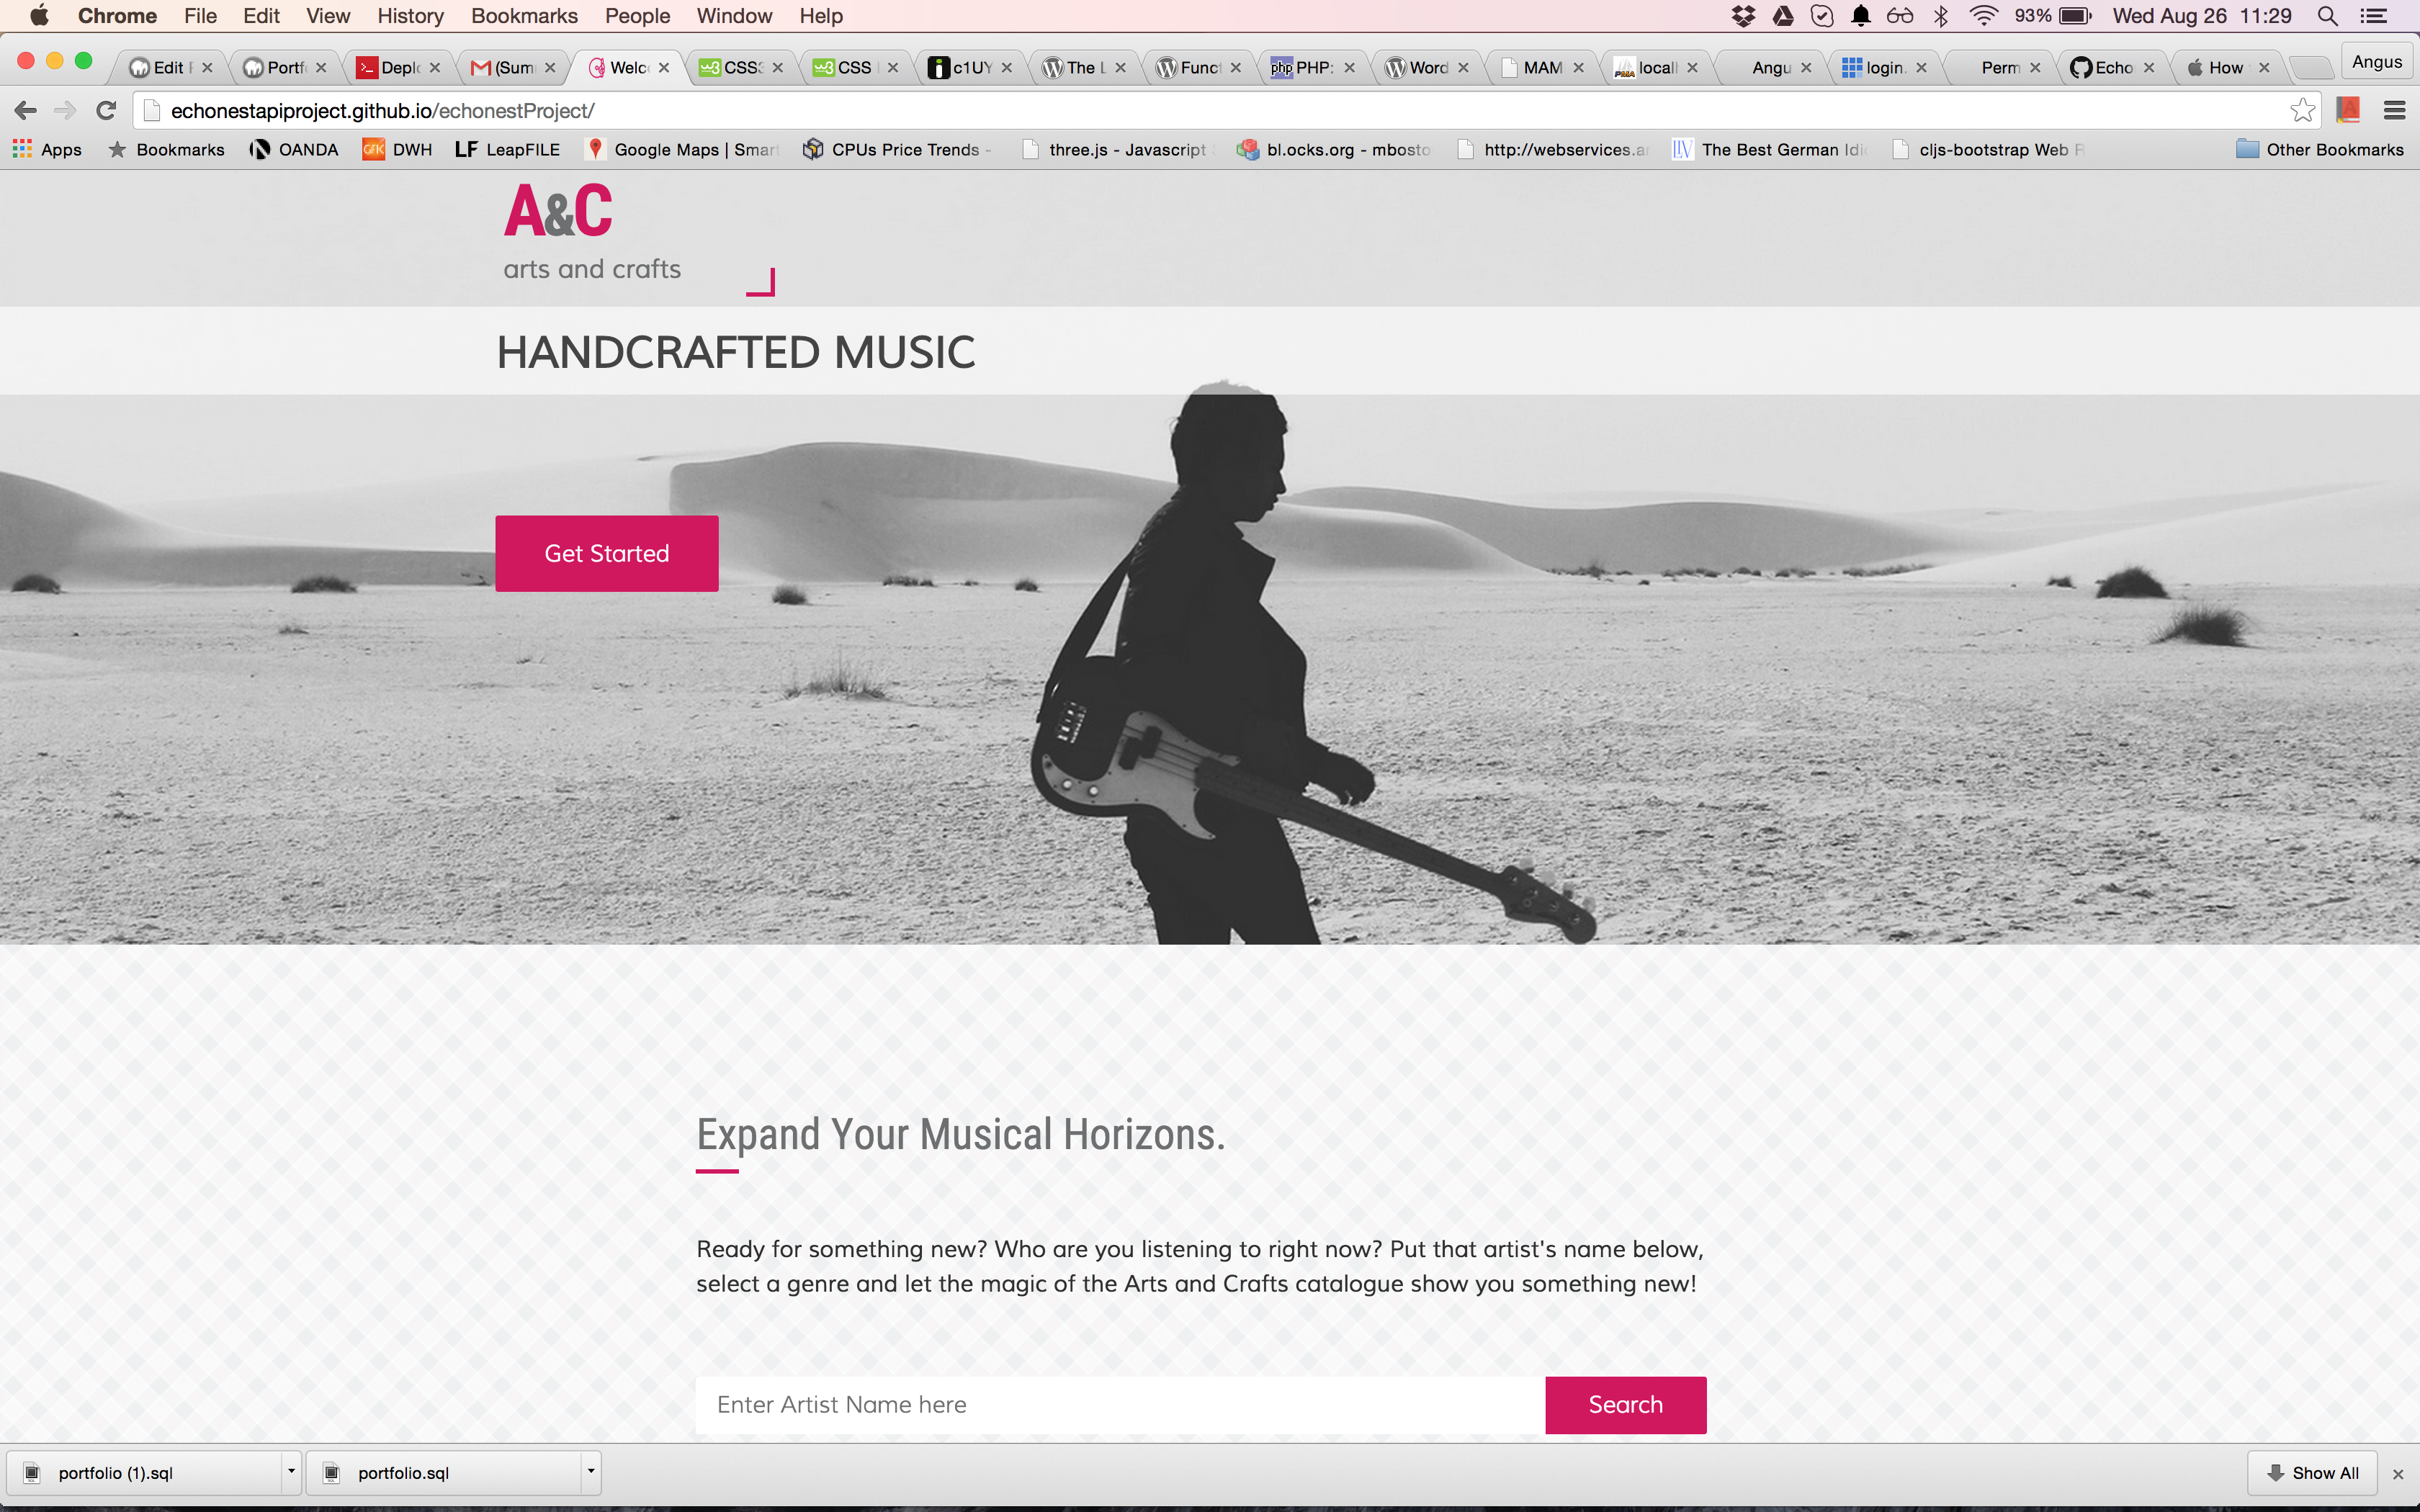 Chrome File Edit View History Bookmarks People Window Help 93% Wed Aug 26 11:29
Edit Portf Deplo (Sum Welc CSS3 CSS c1UY The L Funct PHP: Word MAM locall Angu login. Perm Echo How Angus
echonestapiproject.github.io/echonestProject/
Apps Bookmarks OANDA GfK DWH LF LeapFILE Google Maps | Smar CPUs Price Trends - three.js - Javascript bl.ocks.org - mbosto http://webservices.a The Best German Idi cljs-bootstrap Web R Other Bookmarks
A&C
arts and crafts
HANDCRAFTED MUSIC
Get Started
Expand Your Musical Horizons.
Ready for something new? Who are you listening to right now? Put that artist's name below,
select a genre and let the magic of the Arts and Crafts catalogue show you something new!
Enter Artist Name here Search
portfolio (1).sql portfolio.sql Show All